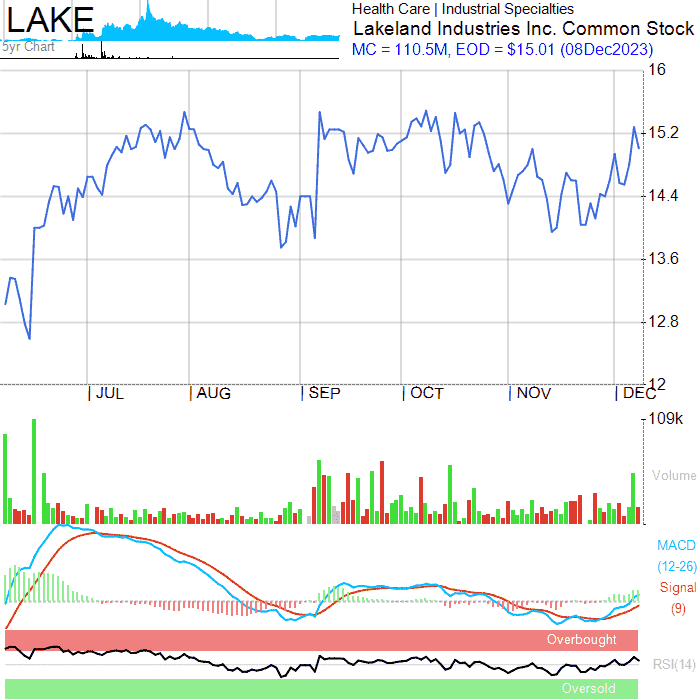 LAKE
5yr Chart
Health Care | Industrial Specialties
Lakeland Industries Inc. Common Stock
MC = 110.5M, EOD = $15.01 (08Dec2023)
16
15.2
14.4
13.6
12.8
12
JUL AUG SEP OCT NOV DEC
109k
Volume
MACD
(12-26)
Signal
(9)
Overbought
RSI(14)
Oversold